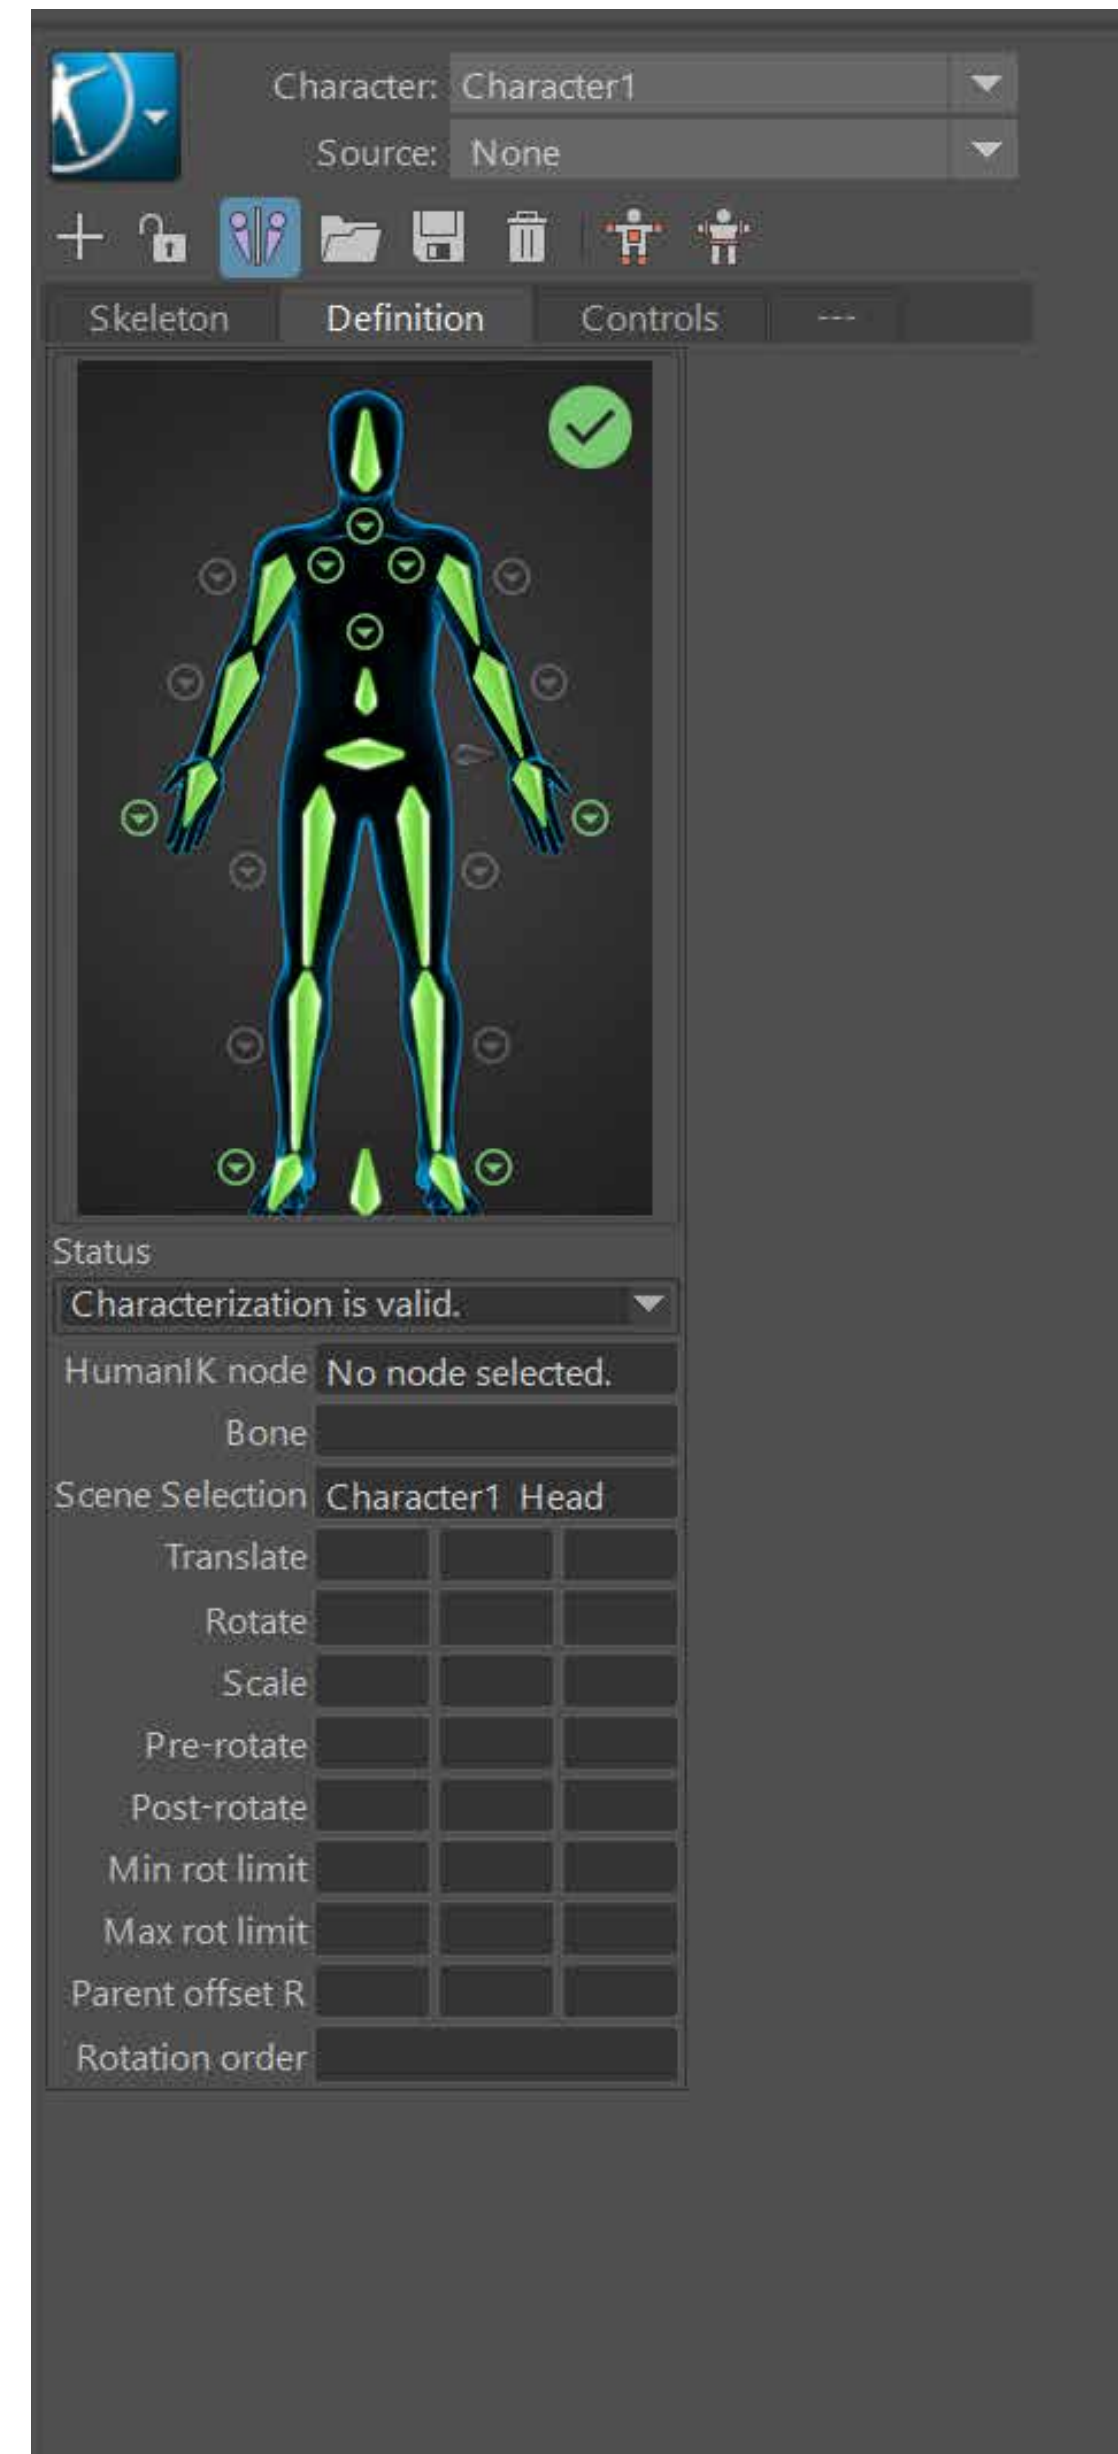 Character: Character1
Source: None
Skeleton Definition Controls ---
Status
Characterization is valid.
HumanIK node No node selected.
Bone
Scene Selection Character1 Head
Translate
Rotate
Scale
Pre-rotate
Post-rotate
Min rot limit
Max rot limit
Parent offset R
Rotation order